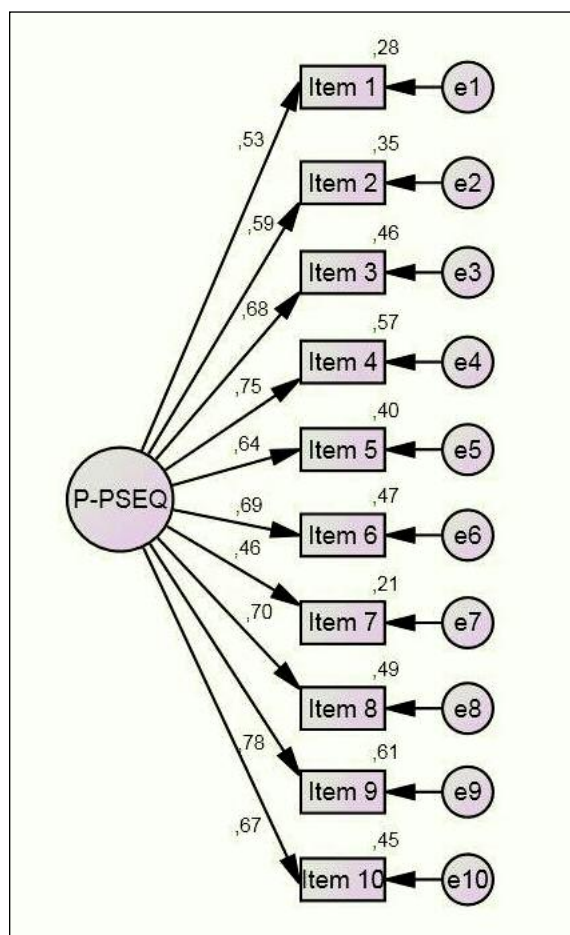 ,28
Item 1
e1
,53
,35
Item 2
e2
,59
,46
Item 3
e3
,68
,57
Item 4
e4
,75
,40
Item 5
e5
,64
P-PSEQ
,69
,47
Item 6
e6
,46
,21
Item 7
e7
,70
,49
Item 8
e8
,78
,61
Item 9
e9
,67
,45
Item 10
e10